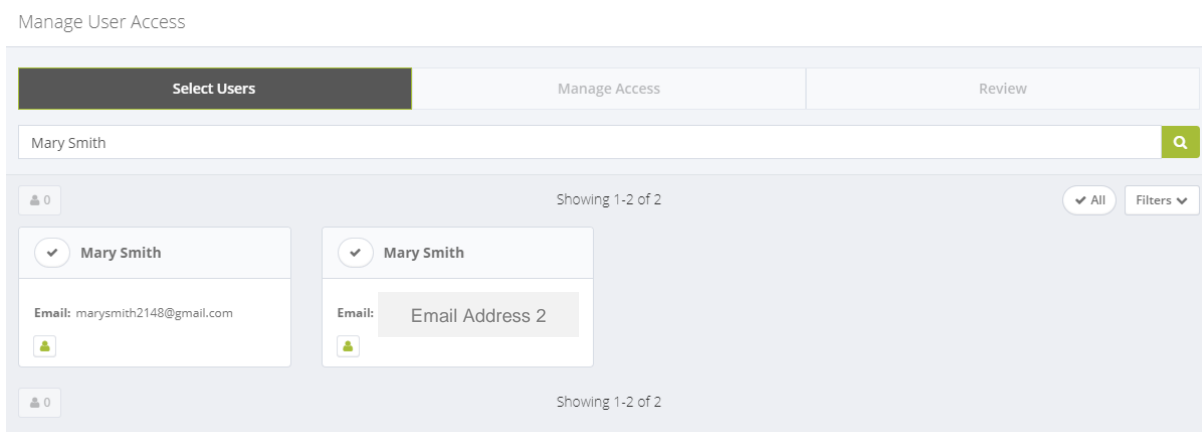 Manage User Access
Select Users Manage Access Review
Mary Smith
0 Showing 1-2 of 2 All Filters
Mary Smith Mary Smith
Email: marysmith2148@gmail.com Email: Email Address 2
0 Showing 1-2 of 2